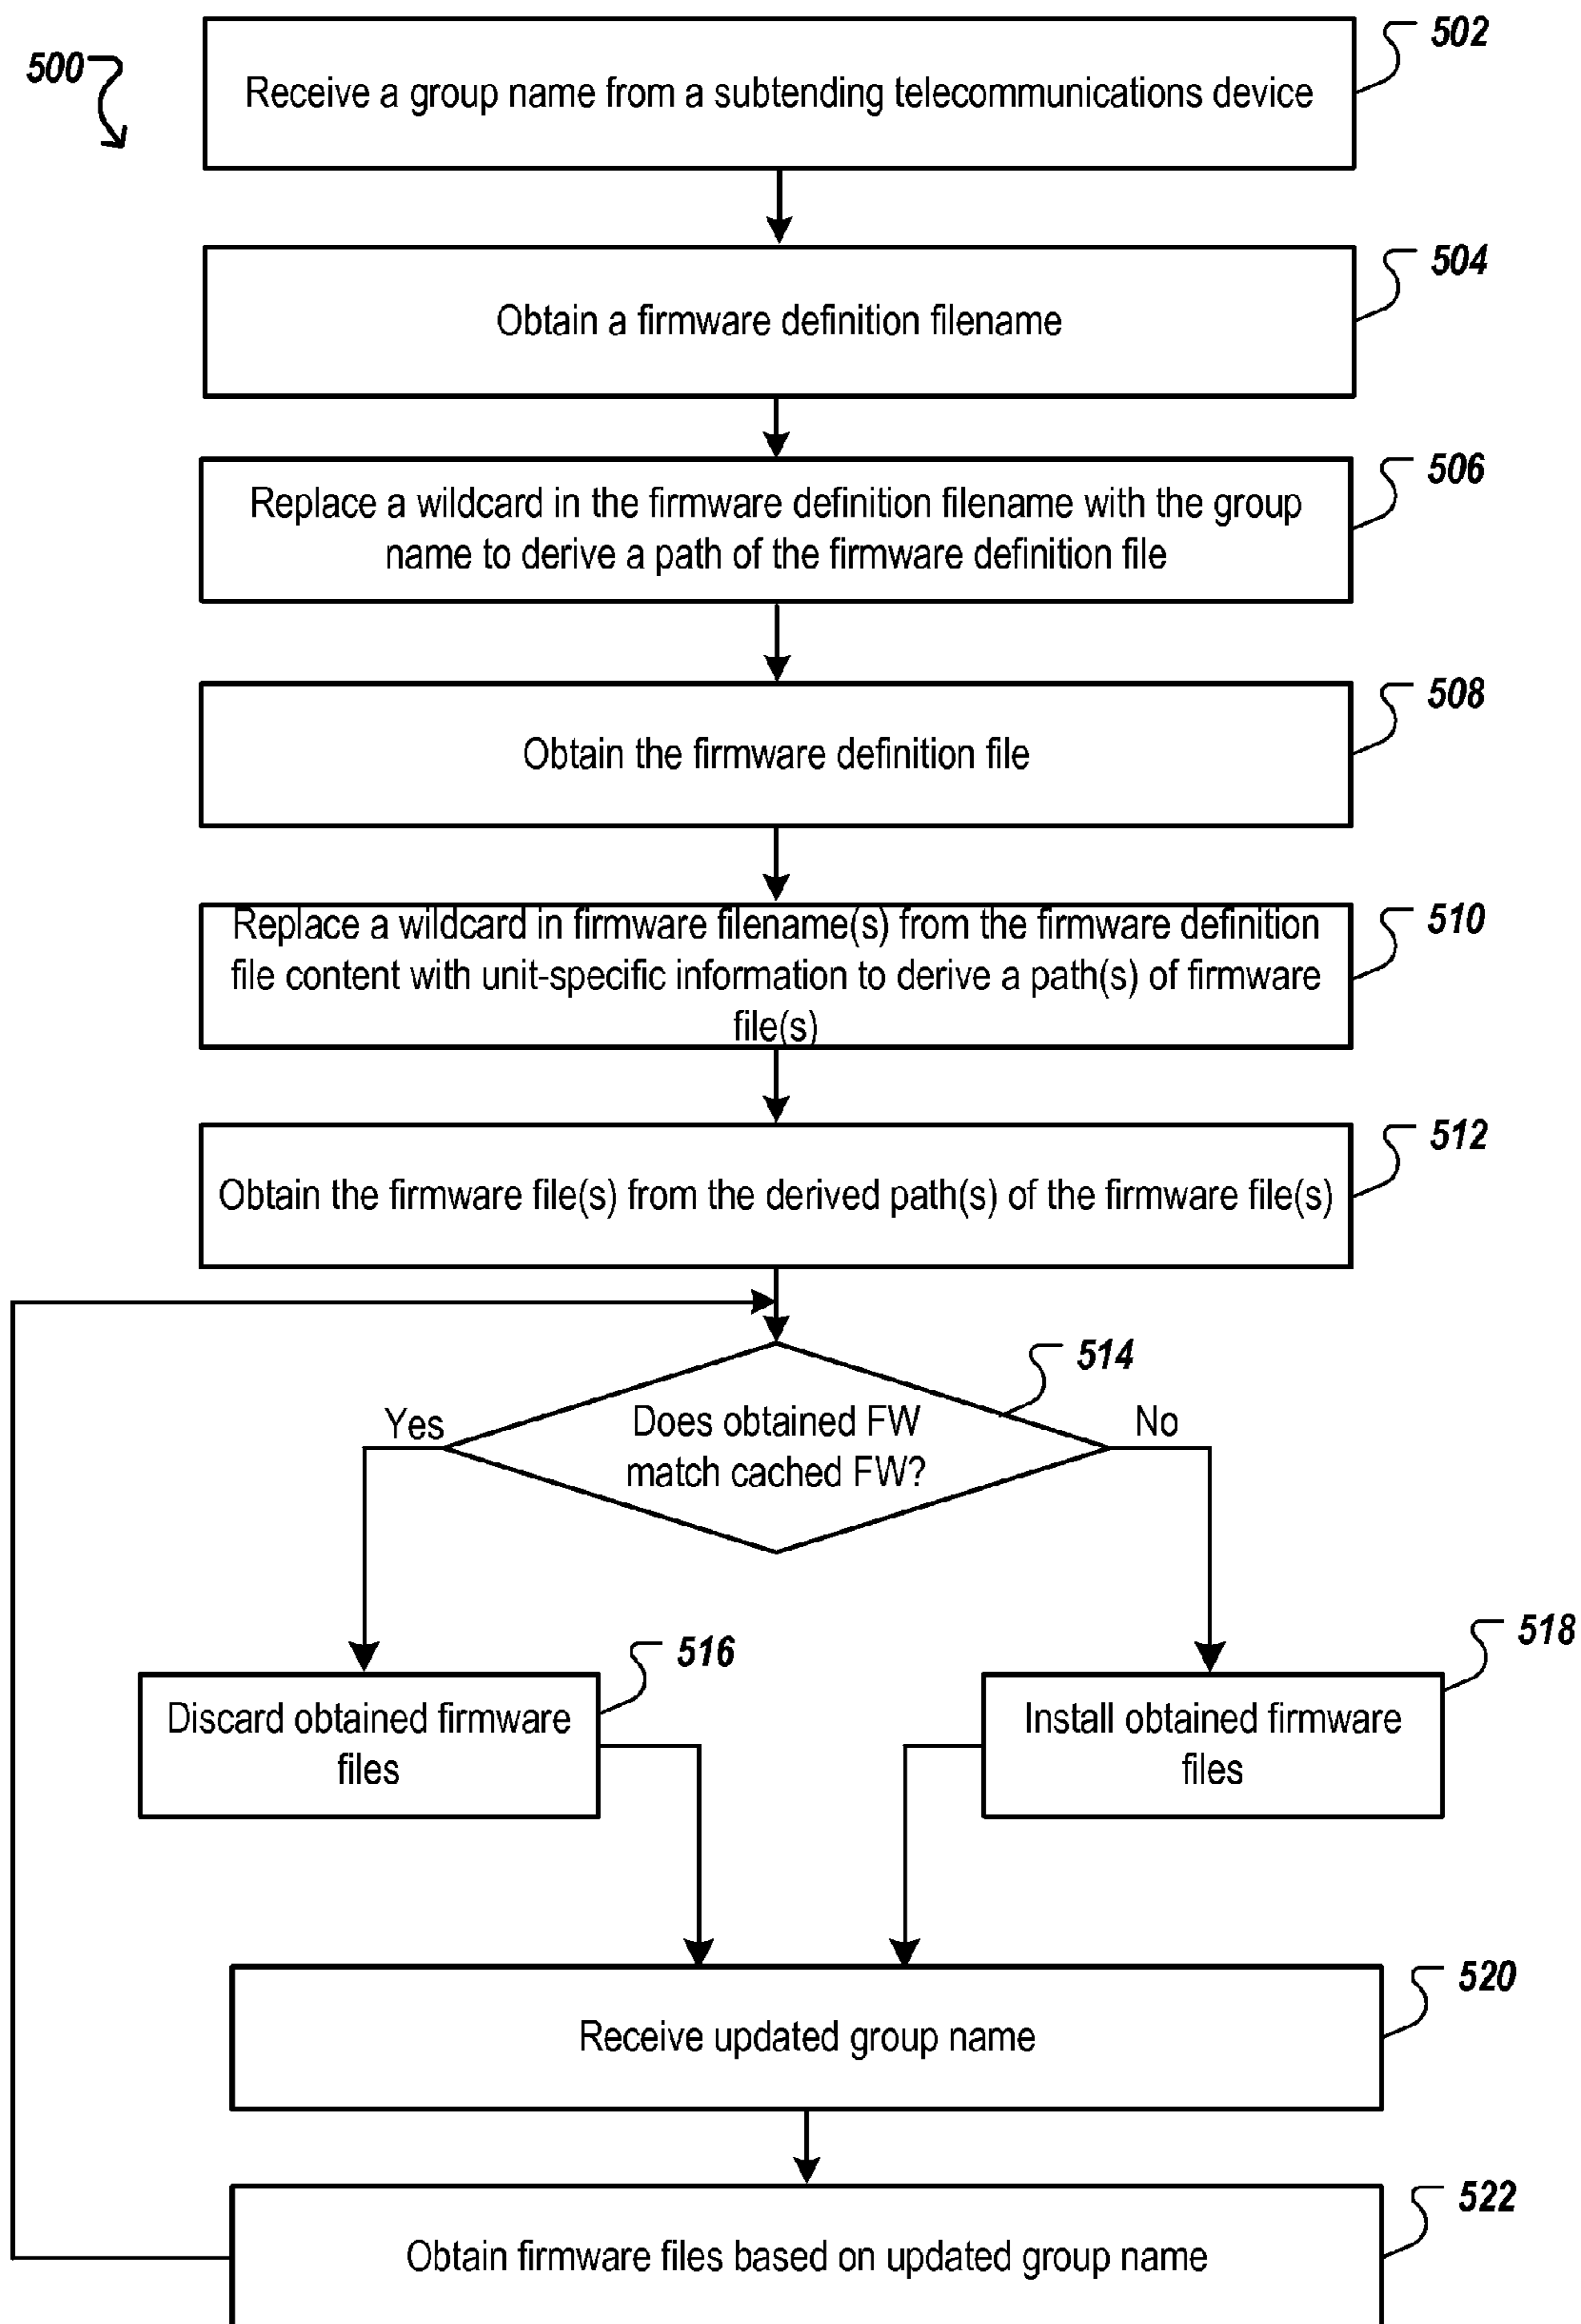 500
502
Receive a group name from a subtending telecommunications device
504
Obtain a firmware definition filename
506
Replace a wildcard in the firmware definition filename with the group
name to derive a path of the firmware definition file
508
Obtain the firmware definition file
510
Replace a wildcard in firmware filename(s) from the firmware definition
file content with unit-specific information to derive a path(s) of firmware
file(s)
512
Obtain the firmware file(s) from the derived path(s) of the firmware file(s)
514
Yes
Does obtained FW
match cached FW?
No
516
Discard obtained firmware
files
518
Install obtained firmware
files
520
Receive updated group name
522
Obtain firmware files based on updated group name